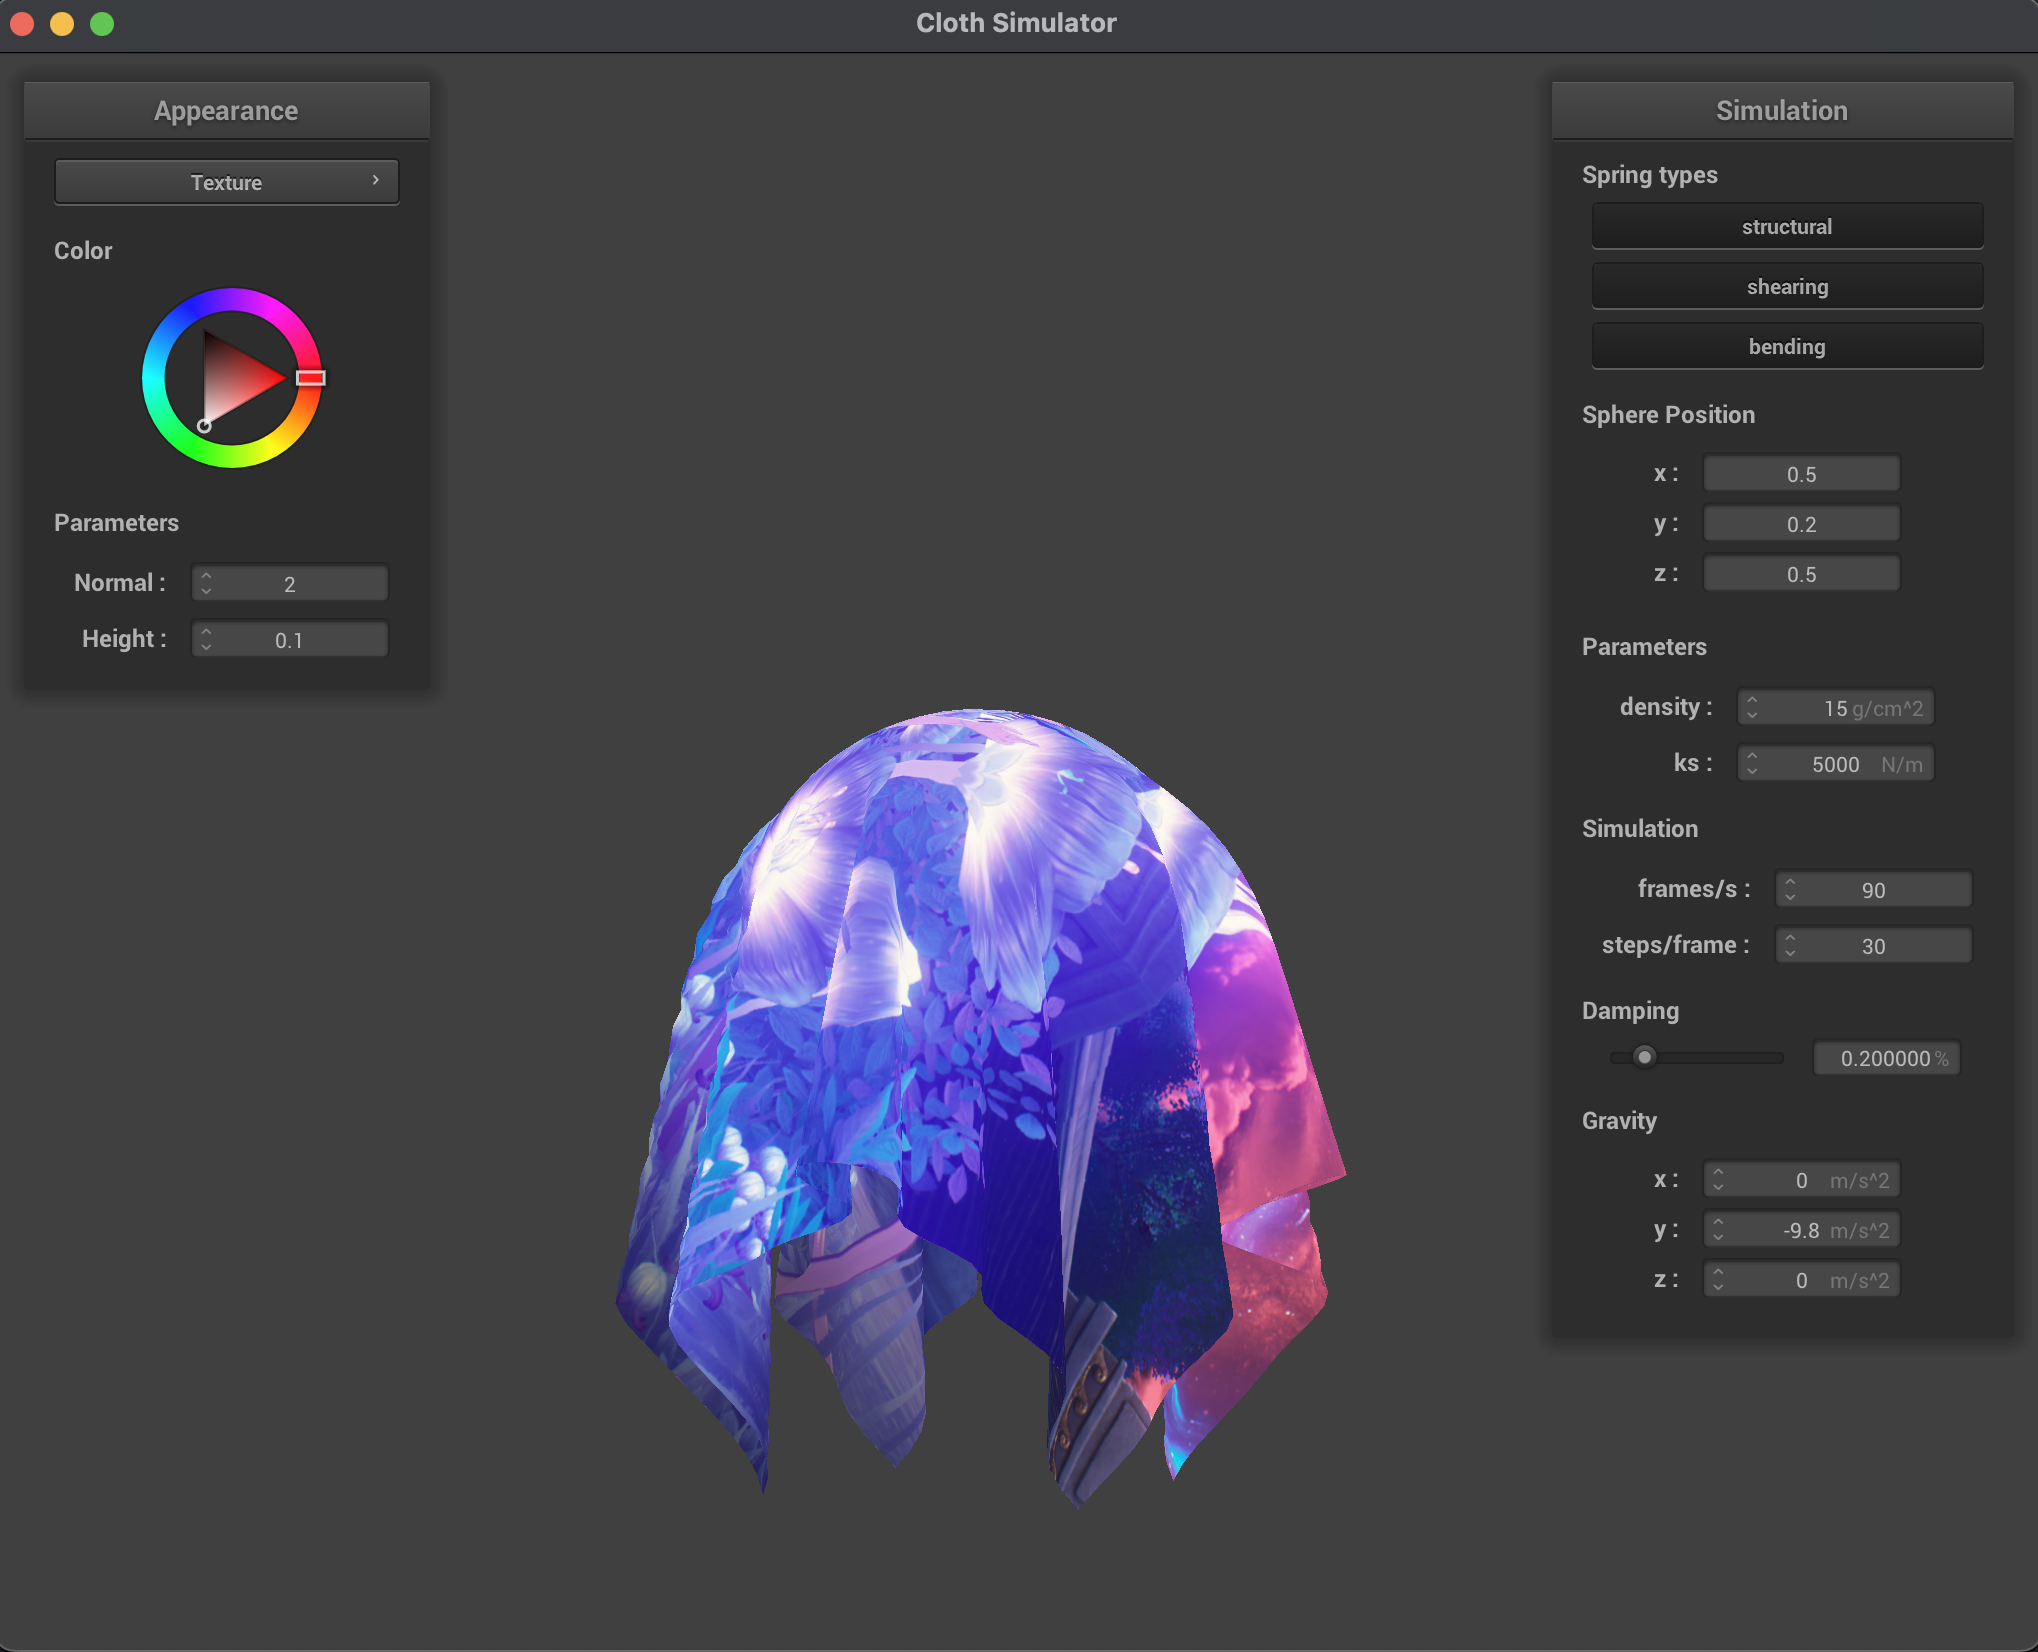 Cloth Simulator
Appearance
Texture
Color
Parameters
Normal : 2
Height : 0.1
Simulation
Spring types
structural
shearing
bending
Sphere Position
x : 0.5
y : 0.2
z : 0.5
Parameters
density : 15 g/cm^2
ks : 5000 N/m
Simulation
frames/s : 90
steps/frame : 30
Damping
0.200000 %
Gravity
x : 0 m/s^2
y : -9.8 m/s^2
z : 0 m/s^2